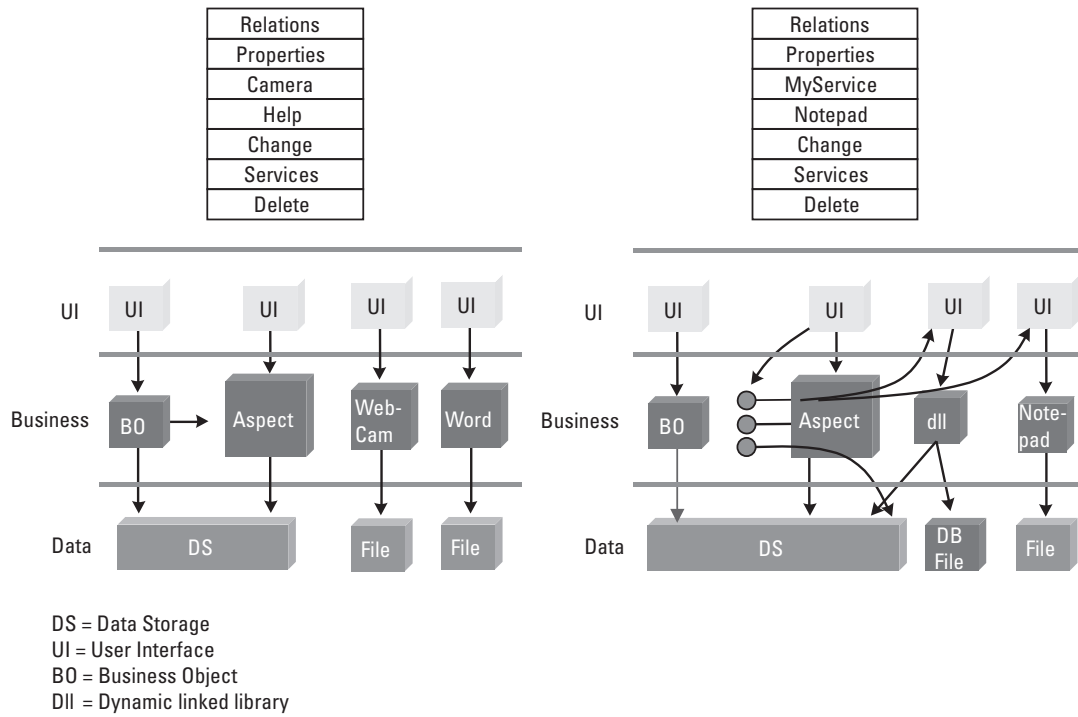 Relations
Properties
Camera
Help
Change
Services
Delete
Relations
Properties
MyService
Notepad
Change
Services
Delete
UI
UI
UI
UI
UI
Business
BO
Aspect
Web-
Cam
Word
Data
DS
File
File
UI
UI
UI
UI
UI
Business
BO
Aspect
dll
Note-
pad
Data
DS
DB
File
File
DS = Data Storage
UI = User Interface
BO = Business Object
Dll = Dynamic linked library